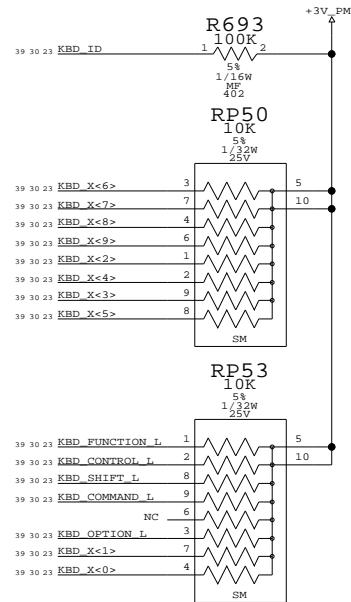 +3V_PM
R693
100K
39 30 23 KBD_ID 1 2
5%
1/16W
MF
402
RP50
10K
5%
1/32W
25V
39 30 23 KBD_X<6> 3 5
39 30 23 KBD_X<7> 7 10
39 30 23 KBD_X<8> 4
39 30 23 KBD_X<9> 6
39 30 23 KBD_X<2> 1
39 30 23 KBD_X<4> 2
39 30 23 KBD_X<3> 9
39 30 23 KBD_X<5> 8
SM
RP53
10K
5%
1/32W
25V
39 30 23 KBD_FUNCTION_L 1 5
39 30 23 KBD_CONTROL_L 2 10
39 30 23 KBD_SHIFT_L 8
39 30 23 KBD_COMMAND_L 9
NC 6
39 30 23 KBD_OPTION_L 3
39 30 23 KBD_X<1> 7
39 30 23 KBD_X<0> 4
SM